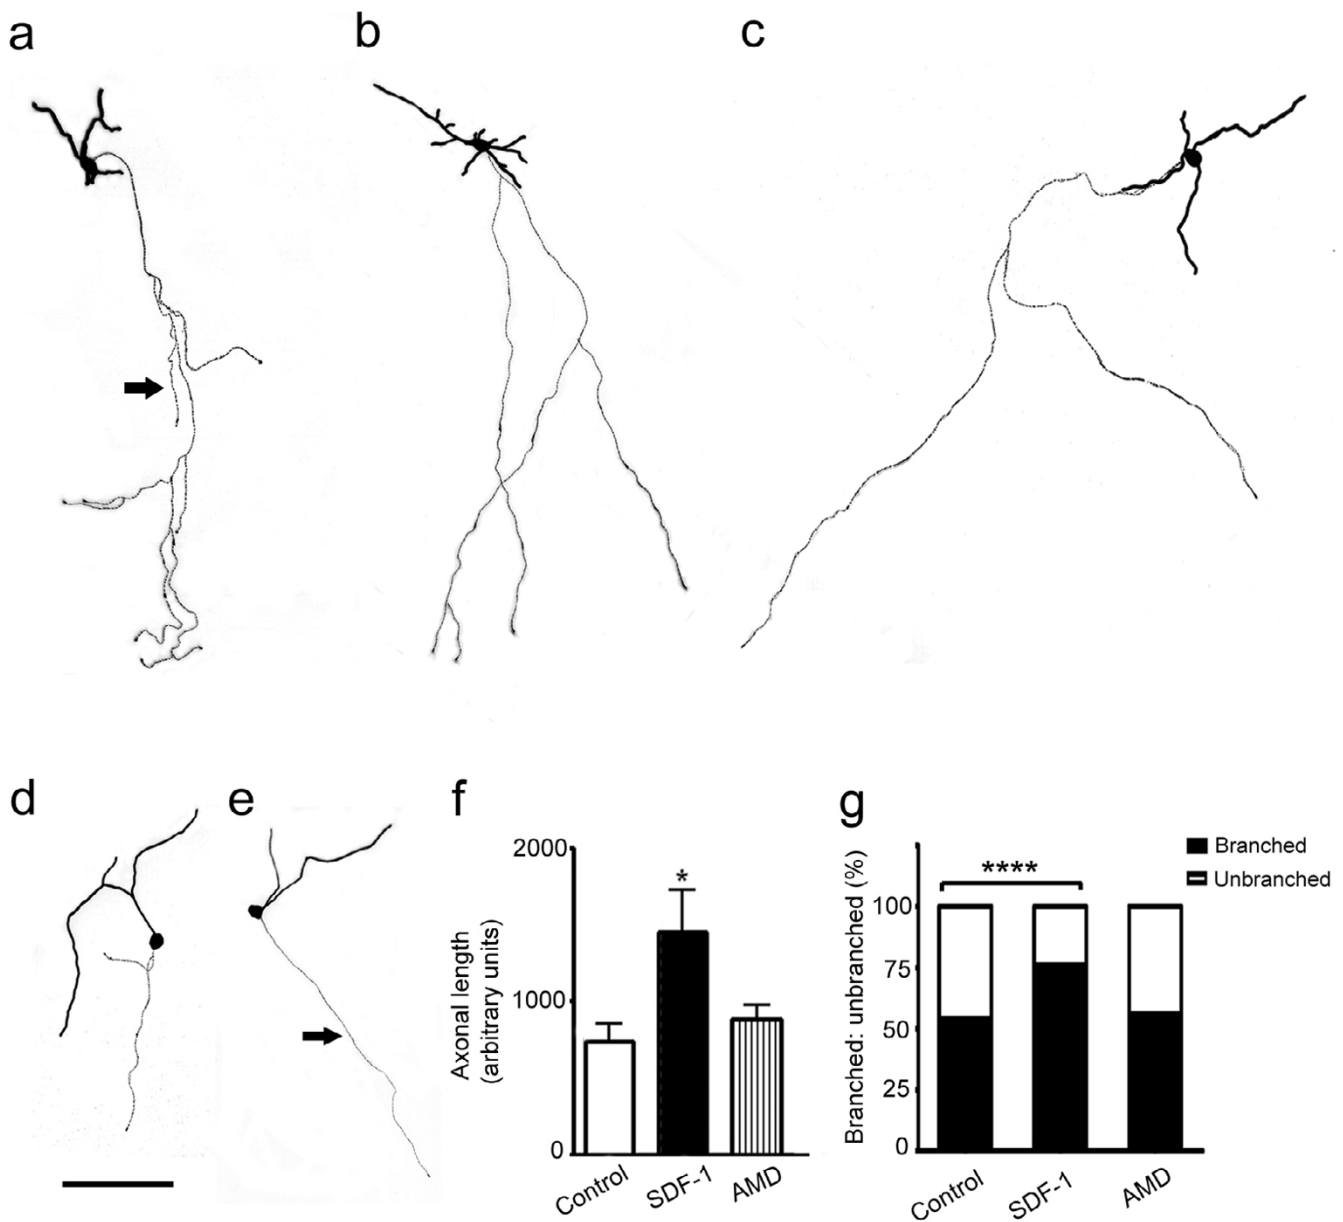 a
b
c
d
e
f
2000
1000
0
Axonal length
(arbitrary units)
*
Control
SDF-1
AMD
g
Branched: unbranched (%)
100
75
50
25
0
****
Branched
Unbranched
Control
SDF-1
AMD